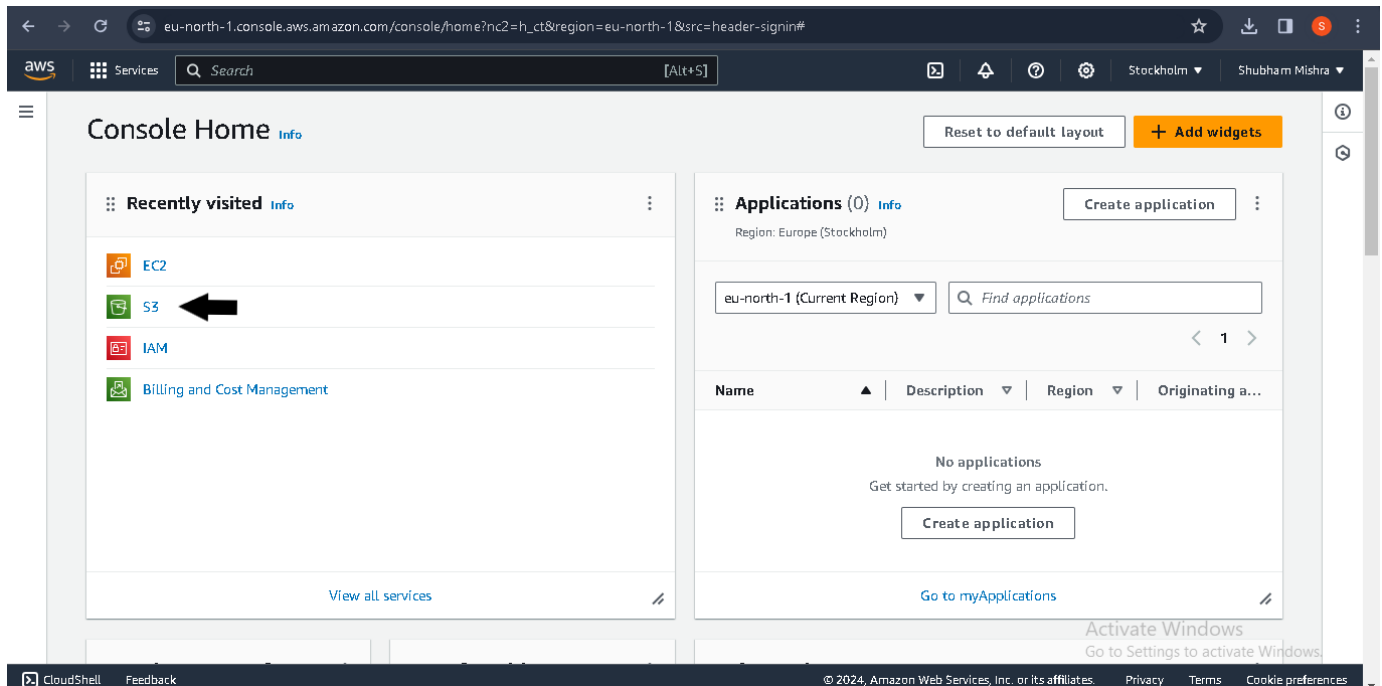 eu-north-1.console.aws.amazon.com/console/home?nc2=h_ct&region=eu-north-1&src=header-signin#
S
aws
Services
Search
[Alt+S]
Stockholm ▼
Shubham Mishra ▼
Console Home Info
Reset to default layout
+ Add widgets
Recently visited Info
EC2
S3
IAM
Billing and Cost Management
View all services
Applications (0) Info
Region: Europe (Stockholm)
Create application
eu-north-1 (Current Region)
Find applications
1
Name
Description
Region
Originating a...
No applications
Get started by creating an application.
Create application
Go to myApplications
Activate Windows
Go to Settings to activate Windows.
CloudShell
Feedback
© 2024, Amazon Web Services, Inc. or its affiliates.
Privacy
Terms
Cookie preferences